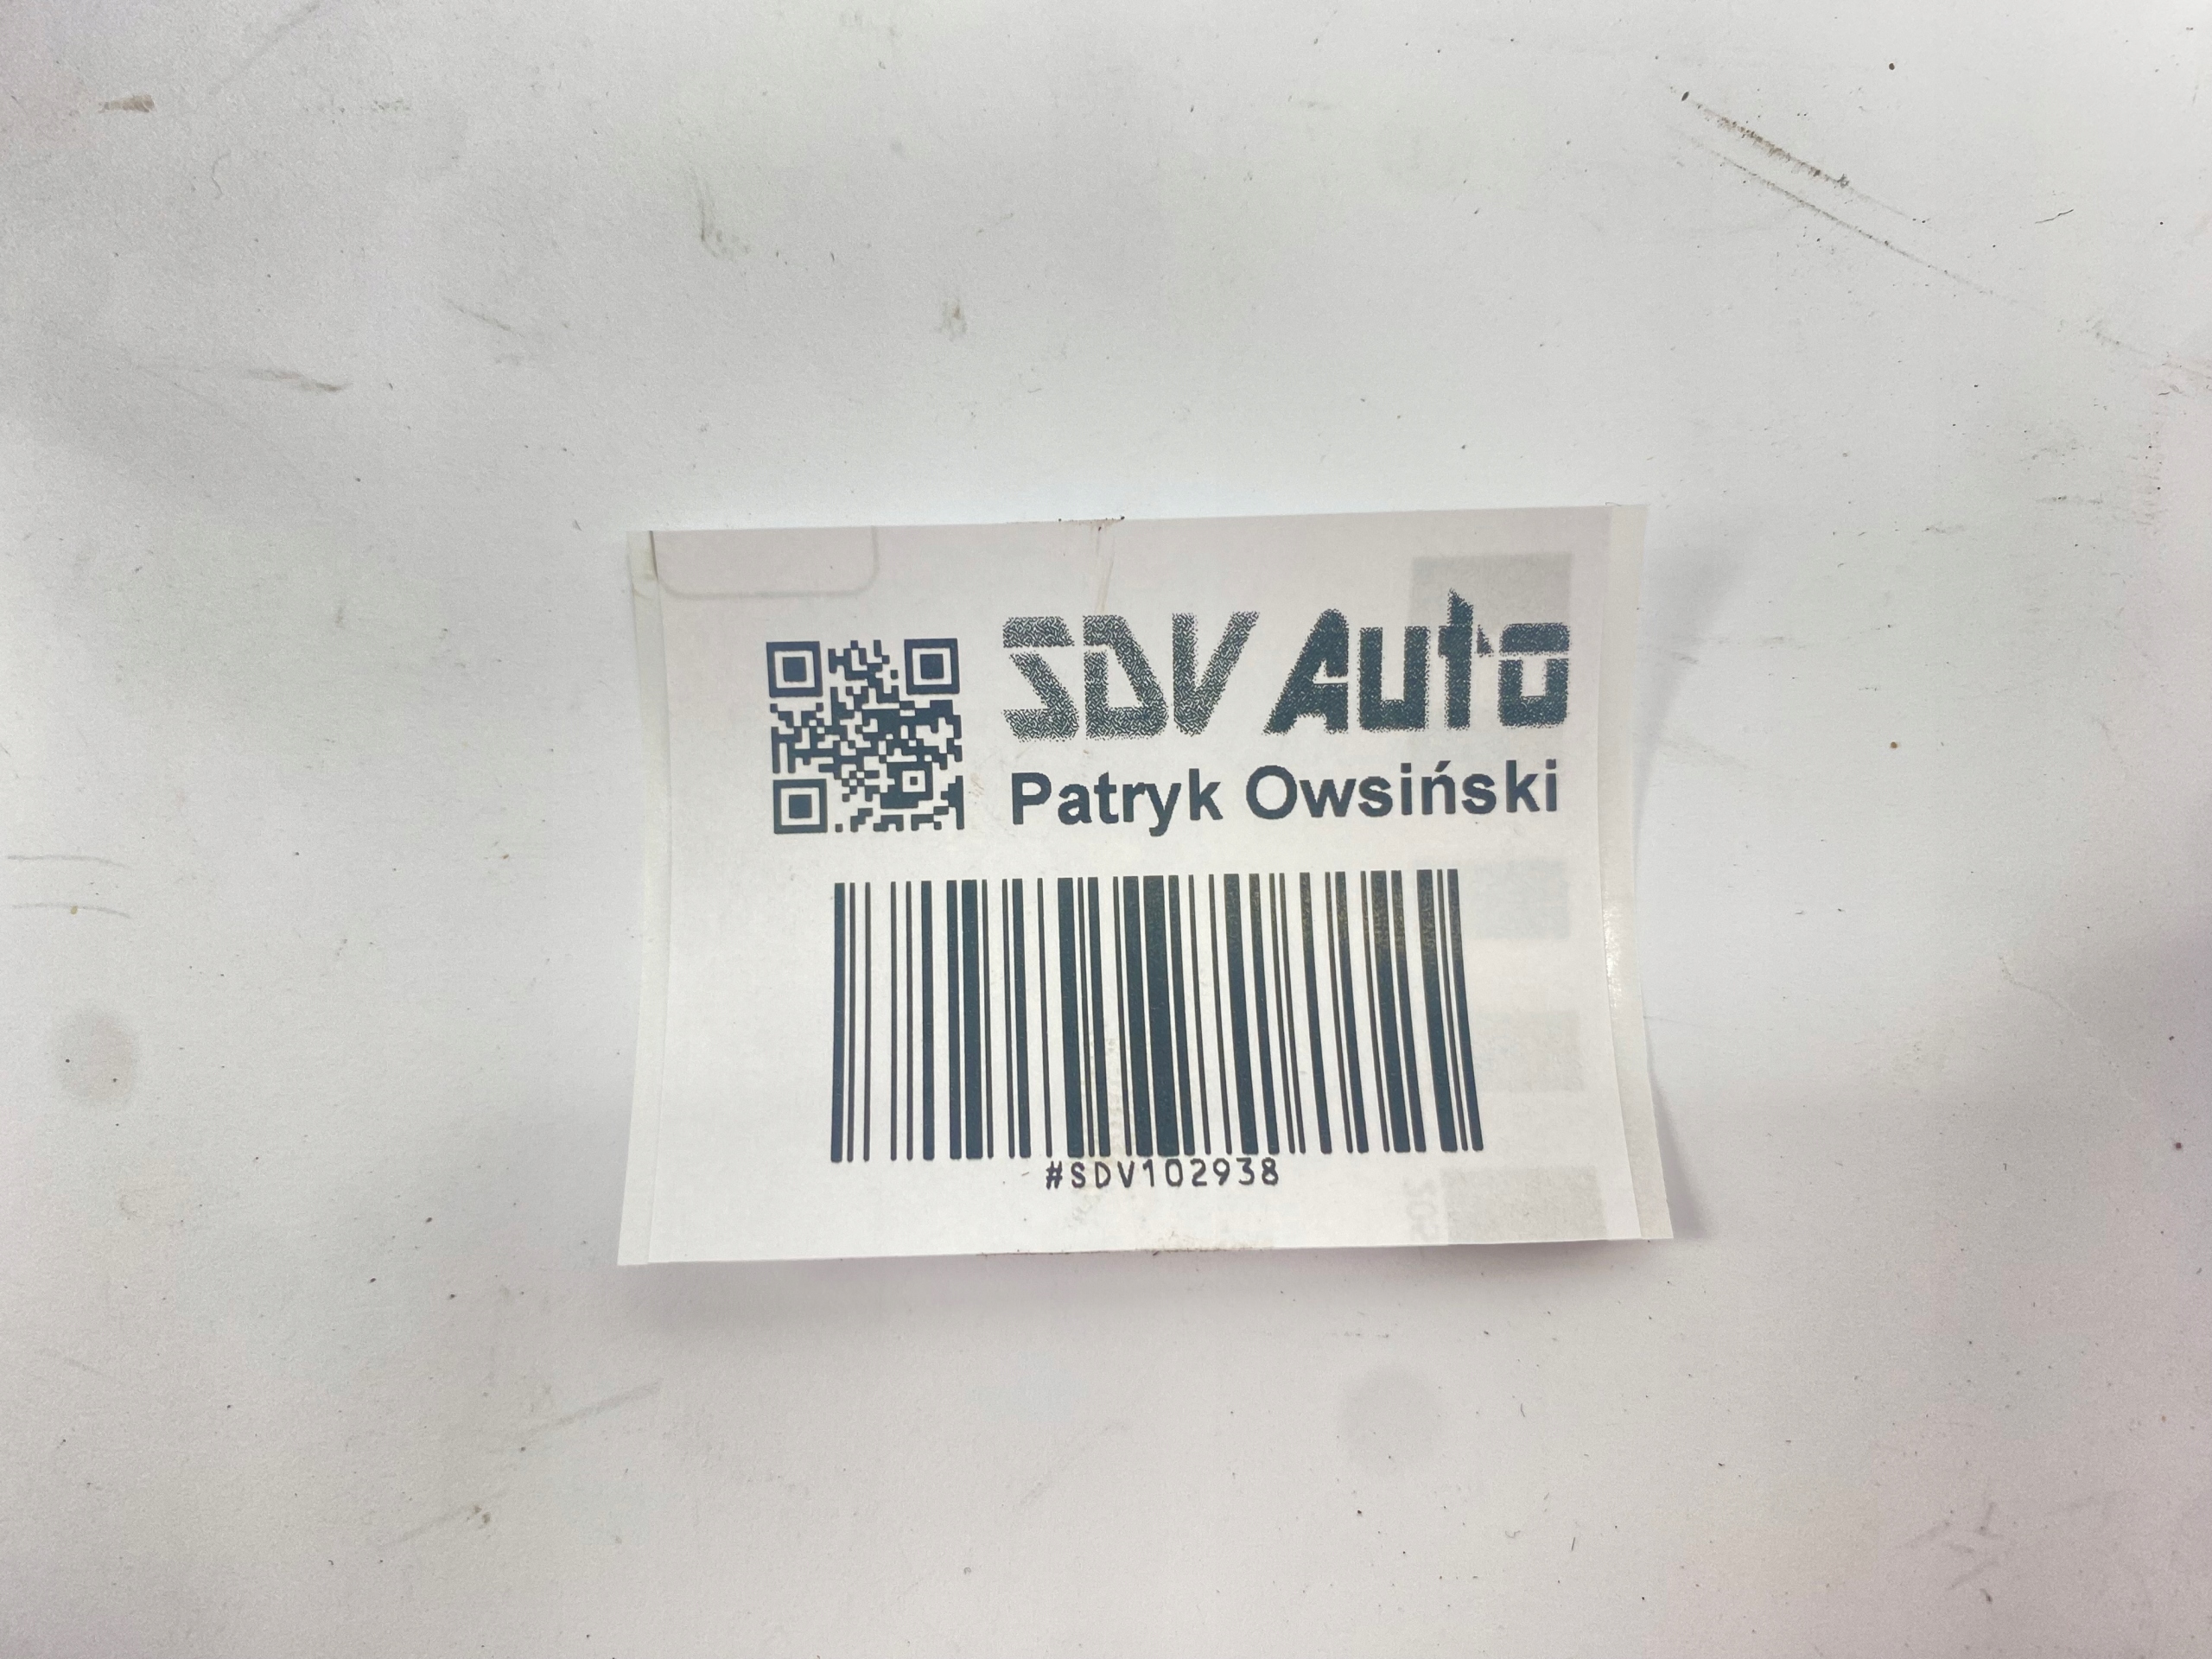 SDV Auto
Patryk Owsiński
#SDV102938